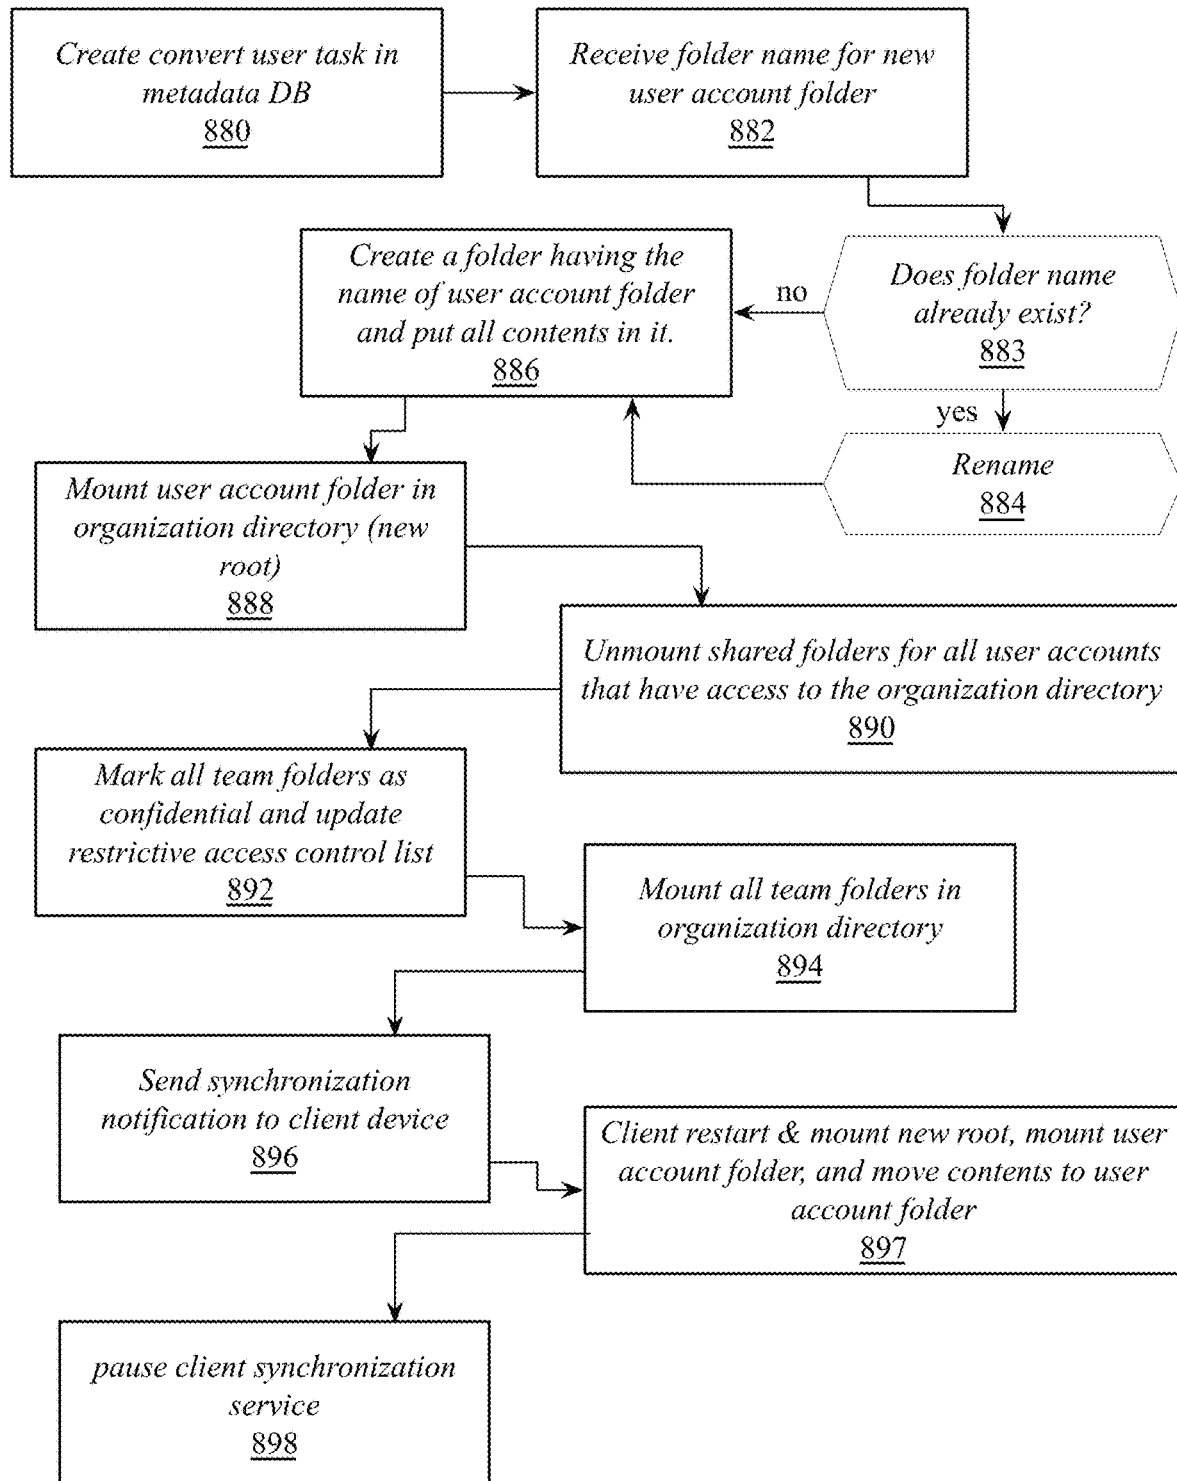 Create convert user task in
metadata DB
880
Receive folder name for new
user account folder
882
Does folder name
already exist?
883
no
yes
Rename
884
Create a folder having the
name of user account folder
and put all contents in it.
886
Mount user account folder in
organization directory (new
root)
888
Unmount shared folders for all user accounts
that have access to the organization directory
890
Mark all team folders as
confidential and update
restrictive access control list
892
Mount all team folders in
organization directory
894
Send synchronization
notification to client device
896
Client restart & mount new root, mount user
account folder, and move contents to user
account folder
897
pause client synchronization
service
898